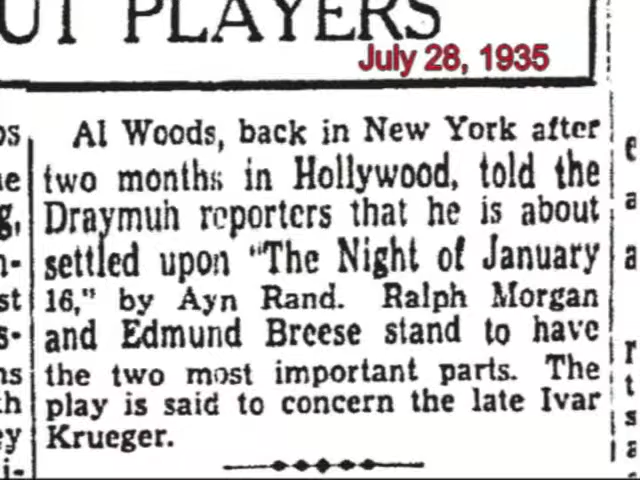 UT PLAYERS
July 28, 1935
Al Woods, back in New York after
two months in Hollywood, told the
Draymuh reporters that he is about
settled upon "The Night of January
16," by Ayn Rand. Ralph Morgan
and Edmund Breese stand to have
the two most important parts. The
play is said to concern the late Ivar
Krueger.